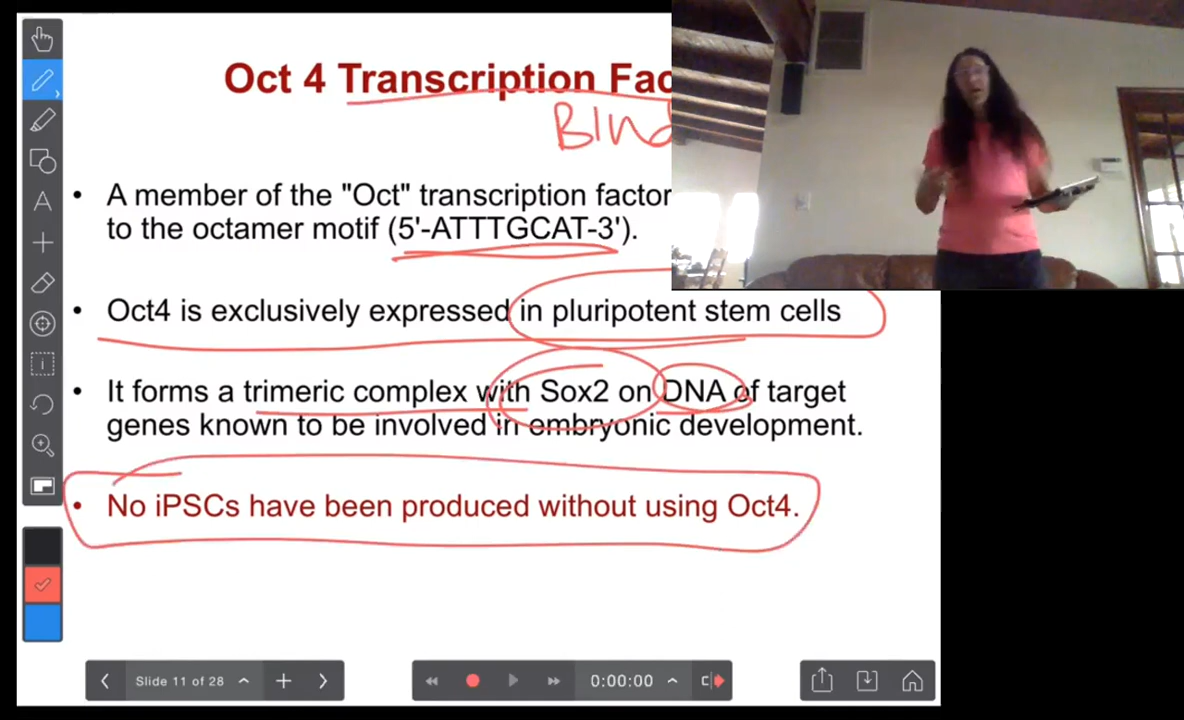 Oct 4 Transcription Fac
Bind
• A member of the "Oct" transcription factor
to the octamer motif (5'-ATTTGCAT-3').
• Oct4 is exclusively expressed in pluripotent stem cells
• It forms a trimeric complex with Sox2 on DNA of target
genes known to be involved in embryonic development.
• No iPSCs have been produced without using Oct4.
A
Slide 11 of 28
0:00:00